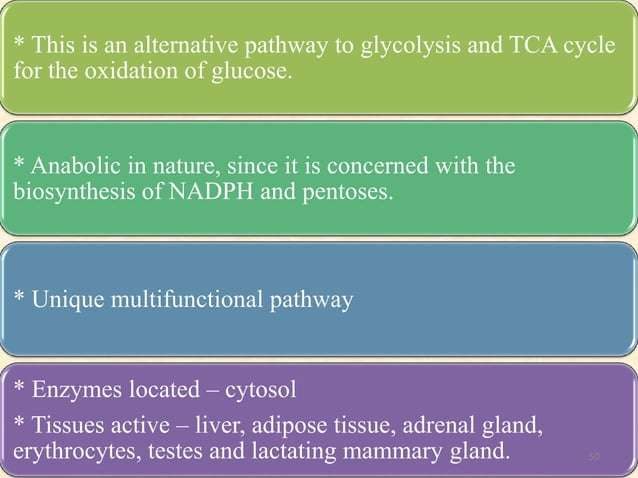 * This is an alternative pathway to glycolysis and TCA cycle
for the oxidation of glucose.
* Anabolic in nature, since it is concerned with the
biosynthesis of NADPH and pentoses.
* Unique multifunctional pathway
* Enzymes located – cytosol
* Tissues active – liver, adipose tissue, adrenal gland,
erythrocytes, testes and lactating mammary gland.
50